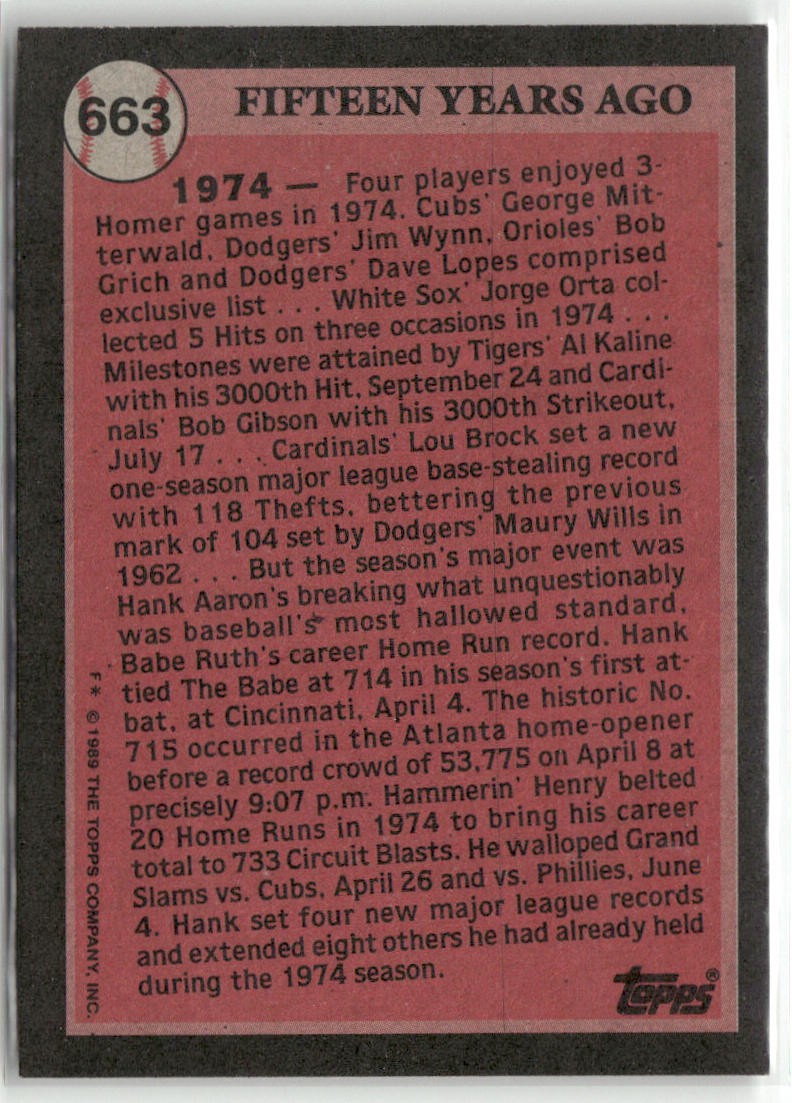 663
FIFTEEN YEARS AGO
1974 — Four players enjoyed 3-
Homer games in 1974. Cubs' George Mit-
terwald, Dodgers' Jim Wynn, Orioles' Bob
Grich and Dodgers' Dave Lopes comprised
exclusive list . . . White Sox' Jorge Orta col-
lected 5 Hits on three occasions in 1974 . . .
Milestones were attained by Tigers' Al Kaline
with his 3000th Hit, September 24 and Cardi-
nals' Bob Gibson with his 3000th Strikeout,
July 17 . . . Cardinals' Lou Brock set a new
one-season major league base-stealing record
with 118 Thefts, bettering the previous
mark of 104 set by Dodgers' Maury Wills in
1962 . . . But the season's major event was
Hank Aaron's breaking what unquestionably
was baseball's most hallowed standard,
Babe Ruth's career Home Run record. Hank
tied The Babe at 714 in his season's first at-
bat, at Cincinnati, April 4. The historic No.
715 occurred in the Atlanta home-opener
before a record crowd of 53,775 on April 8 at
precisely 9:07 p.m. Hammerin' Henry belted
20 Home Runs in 1974 to bring his career
total to 733 Circuit Blasts. He walloped Grand
Slams vs. Cubs, April 26 and vs. Phillies, June
4. Hank set four new major league records
and extended eight others he had already held
during the 1974 season.
F* © 1989 THE TOPPS COMPANY, INC.
Topps®